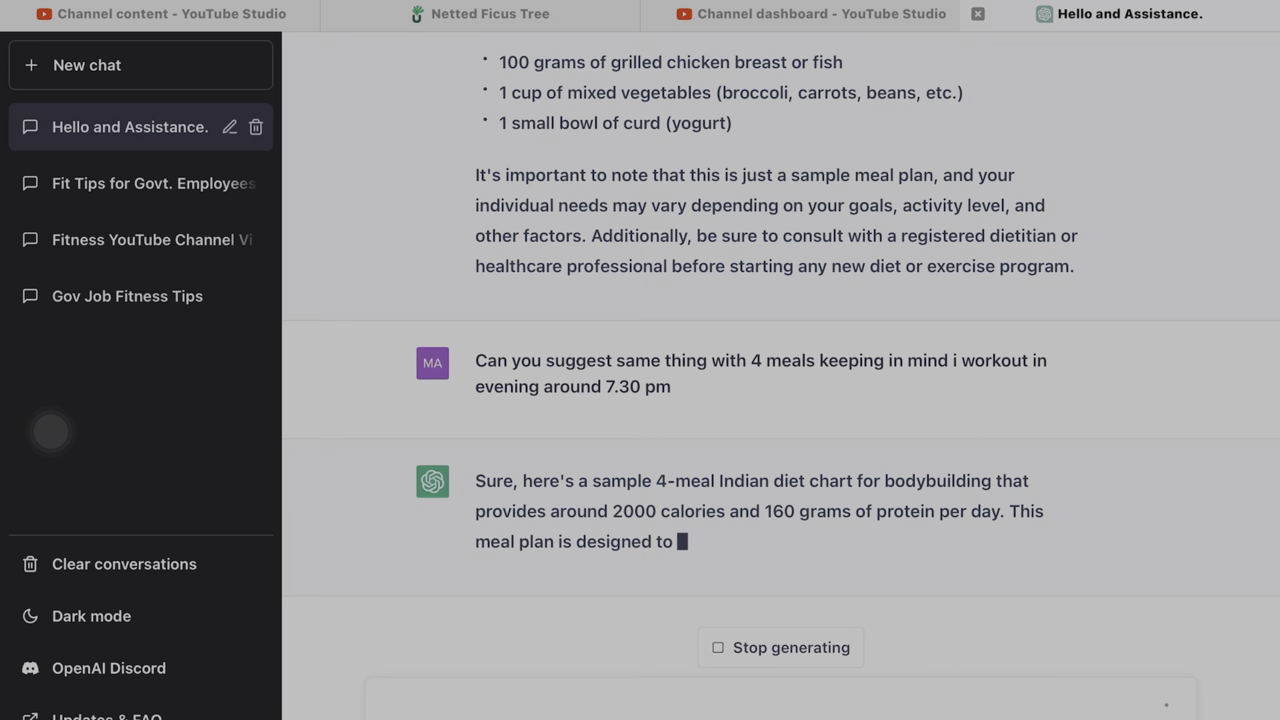 Channel content - YouTube Studio
Netted Ficus Tree
Channel dashboard - YouTube Studio
Hello and Assistance.
New chat
Hello and Assistance.
Fit Tips for Govt. Employees
Fitness YouTube Channel Vi
Gov Job Fitness Tips
Clear conversations
Dark mode
OpenAI Discord
Updates & FAQ
• 100 grams of grilled chicken breast or fish
• 1 cup of mixed vegetables (broccoli, carrots, beans, etc.)
• 1 small bowl of curd (yogurt)
It's important to note that this is just a sample meal plan, and your
individual needs may vary depending on your goals, activity level, and
other factors. Additionally, be sure to consult with a registered dietitian or
healthcare professional before starting any new diet or exercise program.
MA
Can you suggest same thing with 4 meals keeping in mind i workout in
evening around 7.30 pm
Sure, here's a sample 4-meal Indian diet chart for bodybuilding that
provides around 2000 calories and 160 grams of protein per day. This
meal plan is designed to
Stop generating